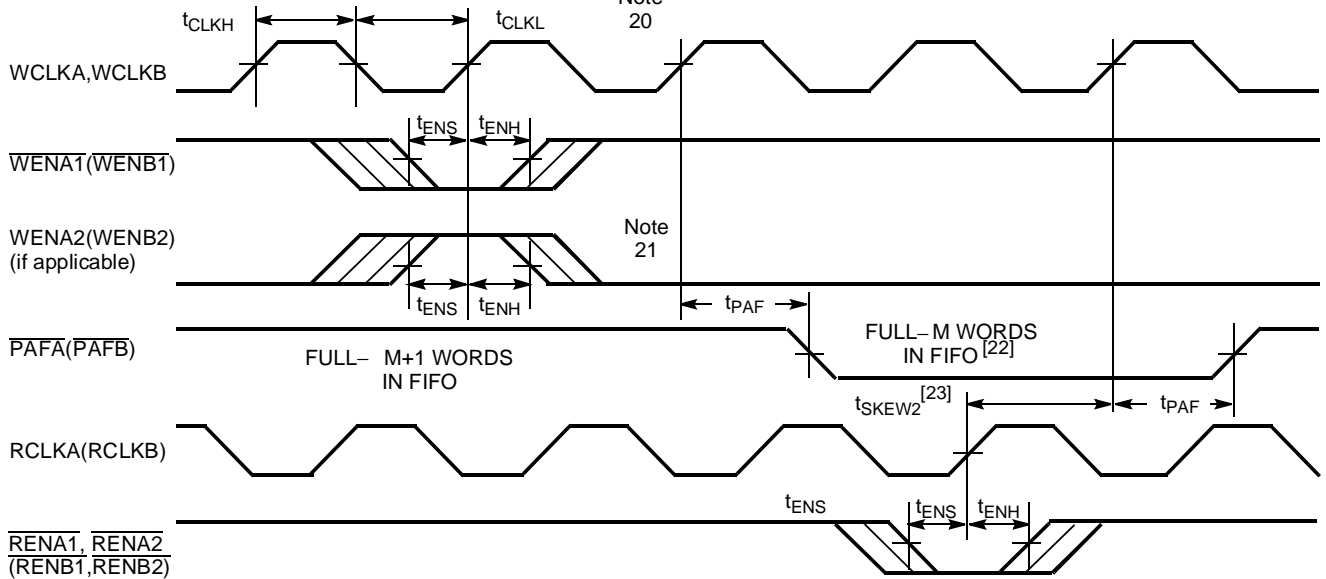 Note
20
tCLKH
tCLKL
WCLKA,WCLKB
tENS
tENH
WENA1(WENB1)
WENA2(WENB2)
(if applicable)
Note
21
tENS
tENH
tPAF
PAFA(PAFB)
FULL– M+1 WORDS
IN FIFO
FULL– M WORDS
IN FIFO [22]
tSKEW2 [23]
tPAF
RCLKA(RCLKB)
tENS
tENS
tENH
RENA1, RENA2
(RENB1,RENB2)